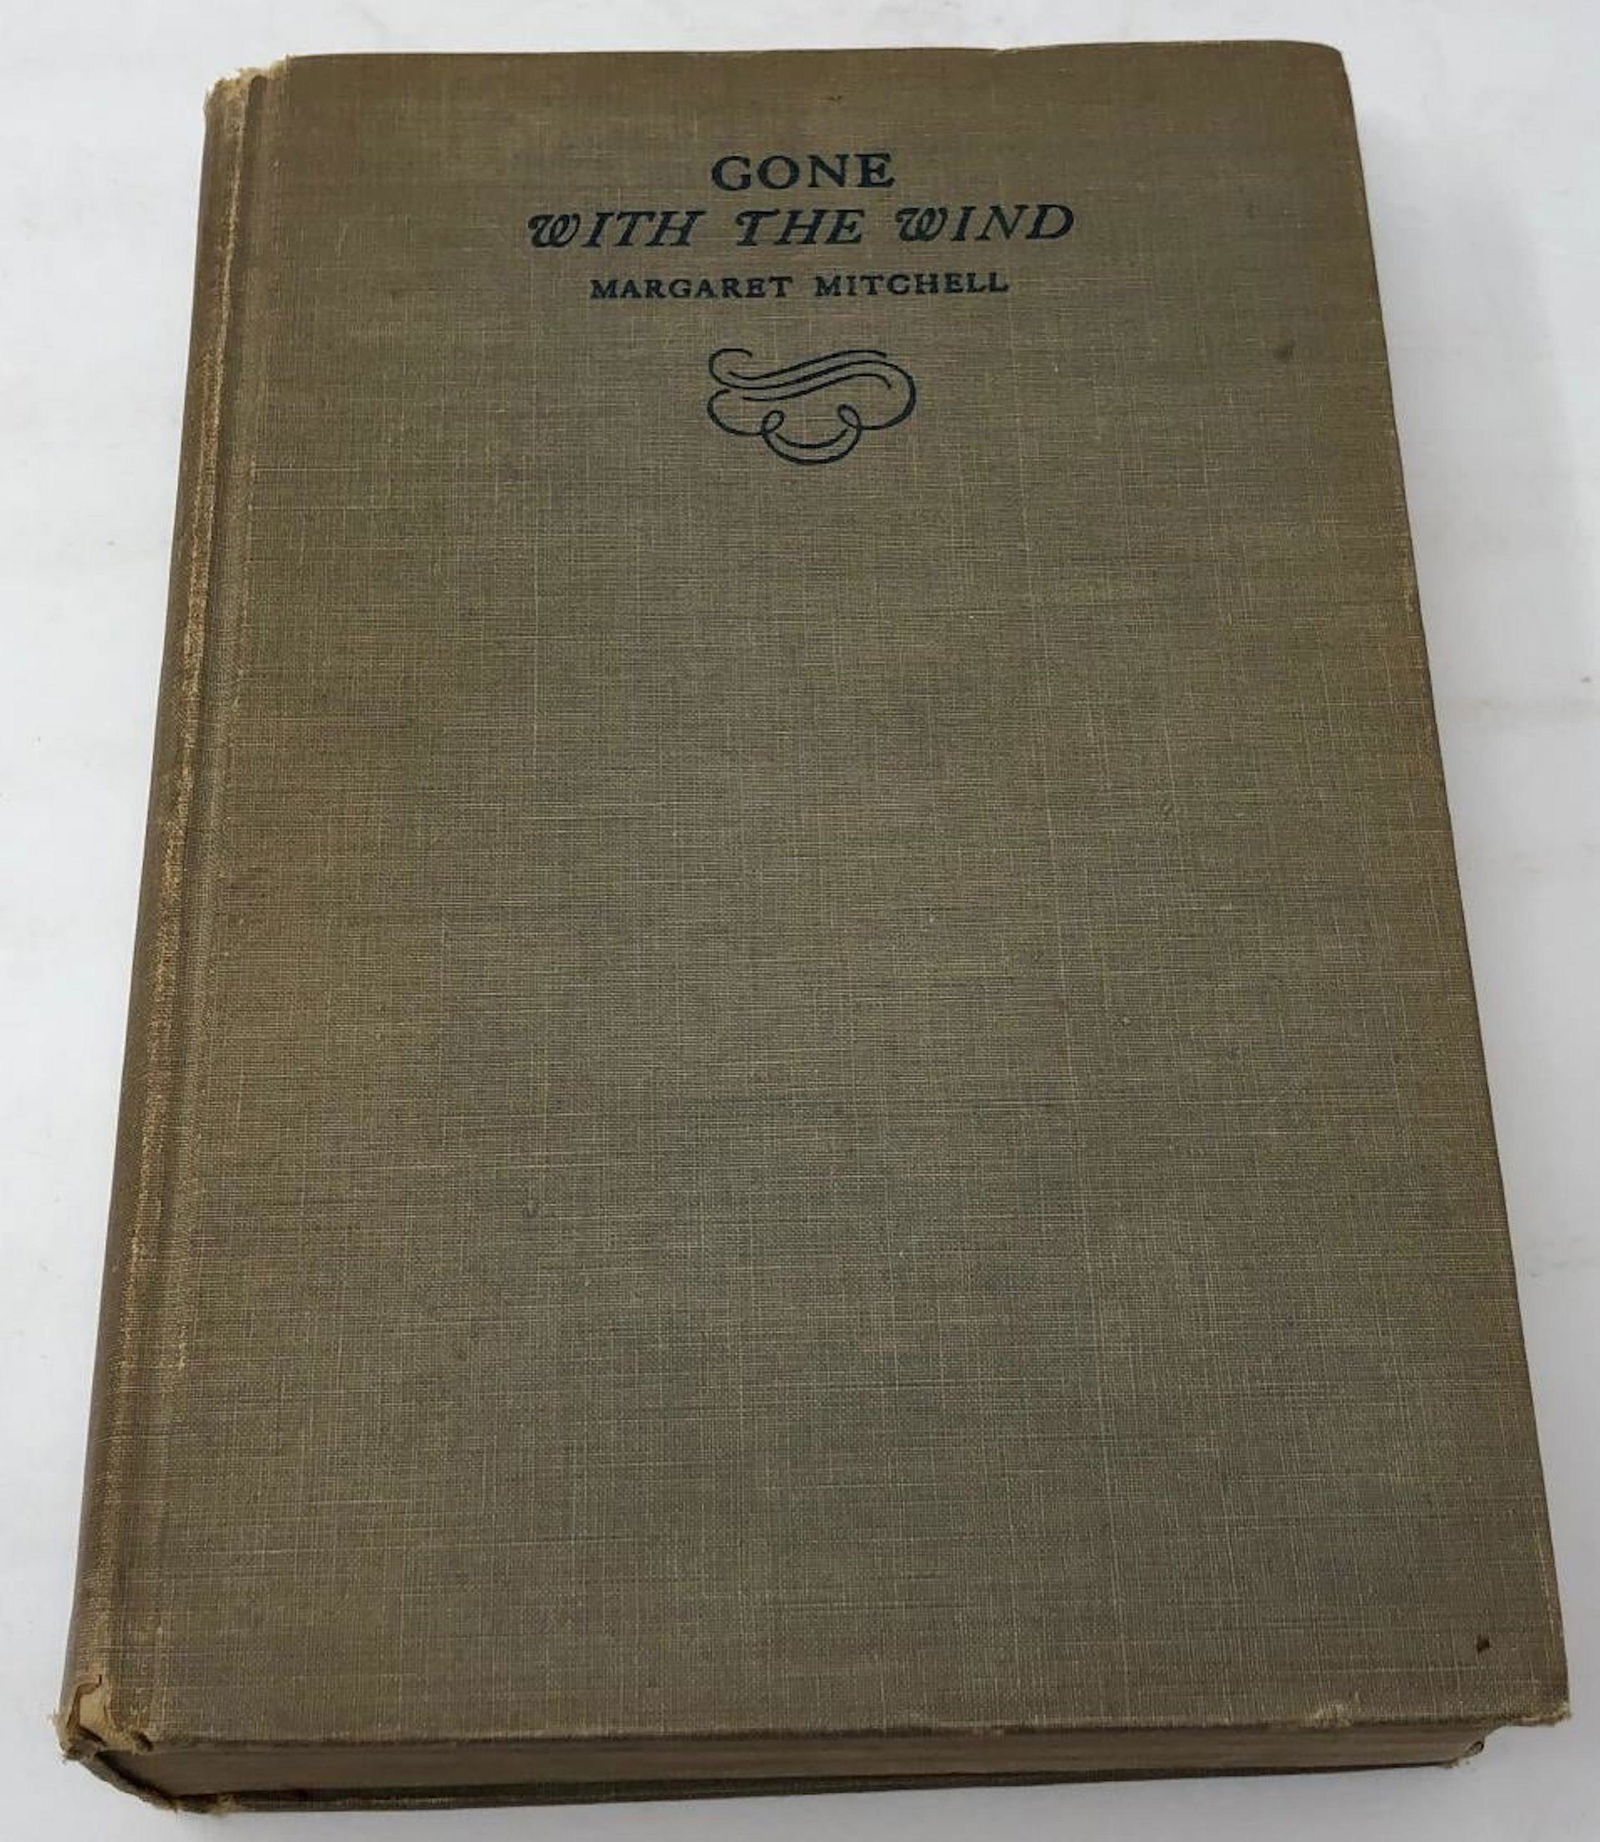 GONE
WITH THE WIND
MARGARET MITCHELL